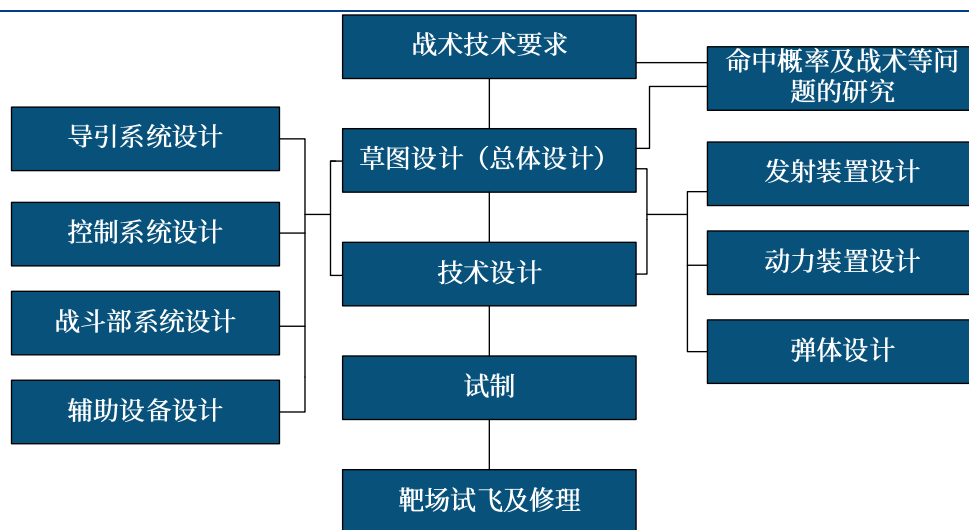 战术技术要求
命中概率及战术等问
题的研究
导引系统设计
草图设计（总体设计）
发射装置设计
控制系统设计
技术设计
动力装置设计
战斗部系统设计
弹体设计
试制
辅助设备设计
靶场试飞及修理